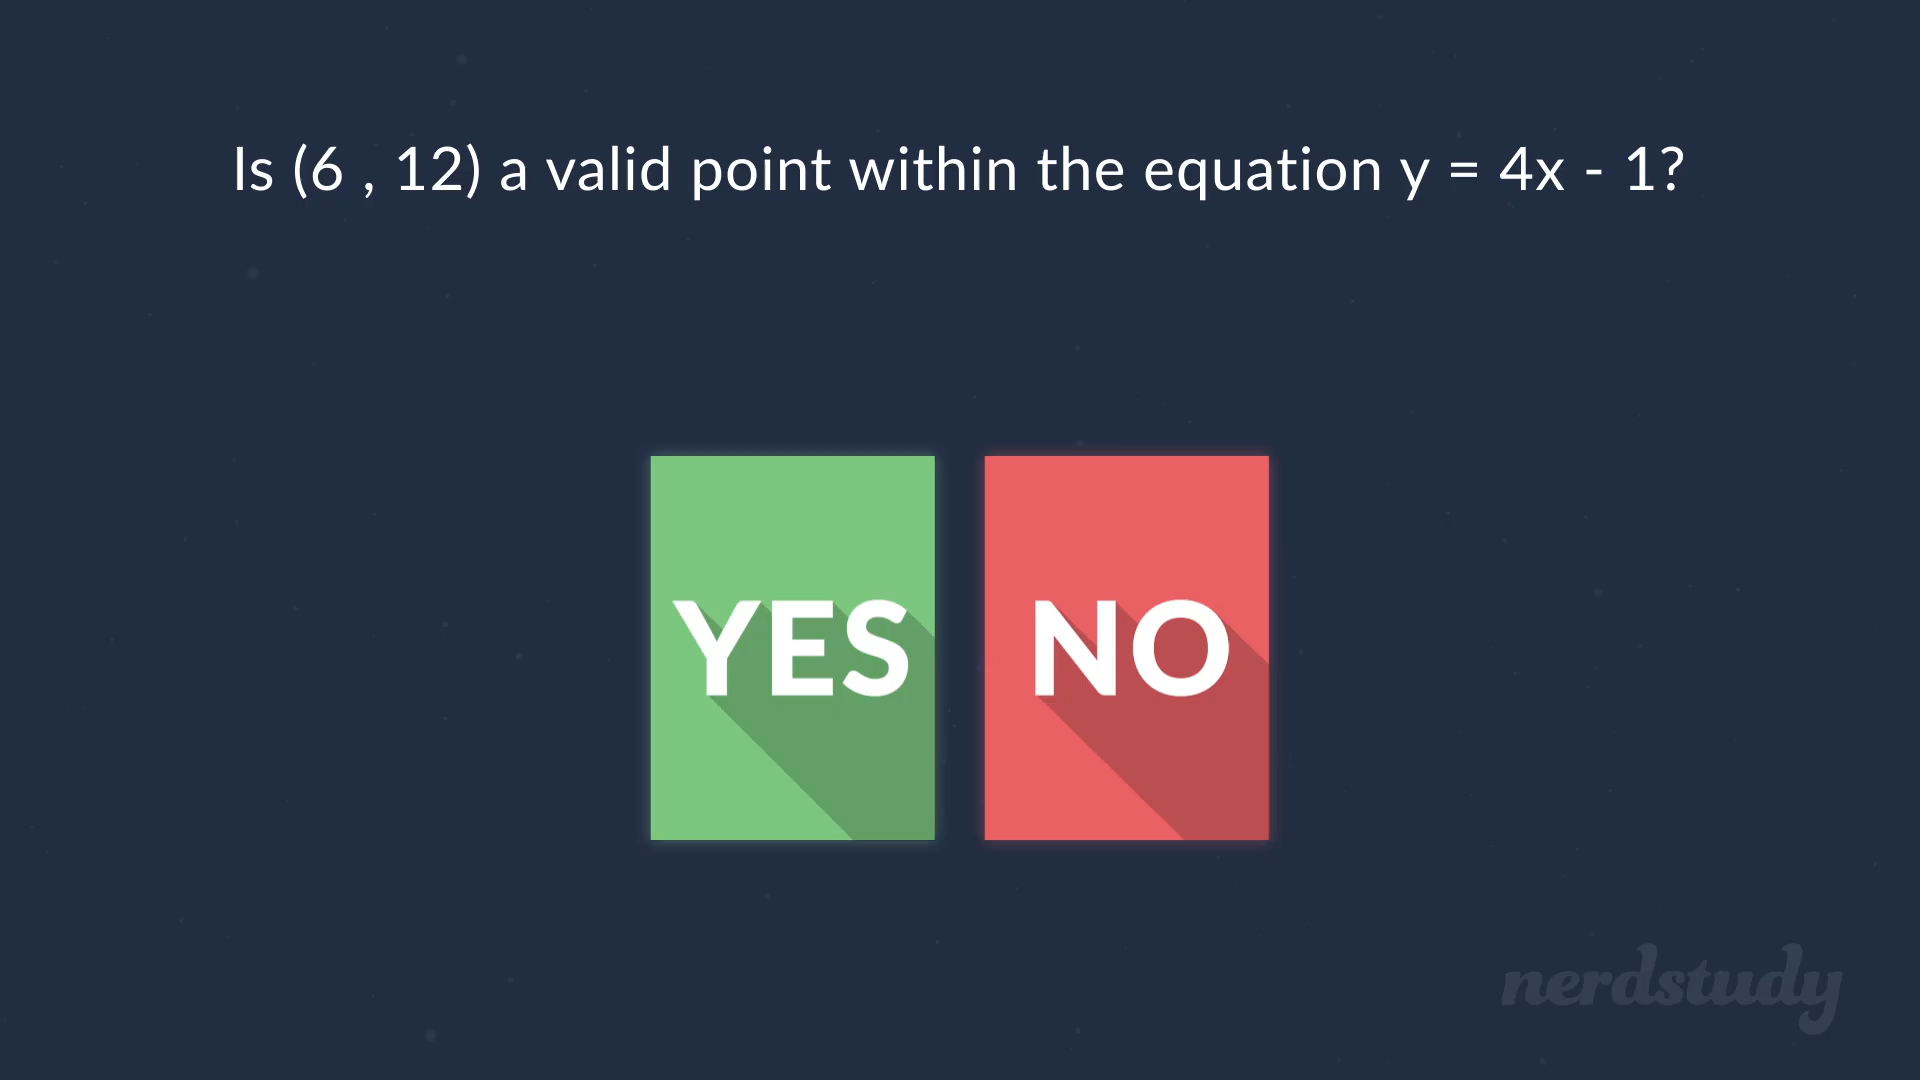 Is (6 , 12) a valid point within the equation y = 4x - 1?
YES NO
nerdstudy